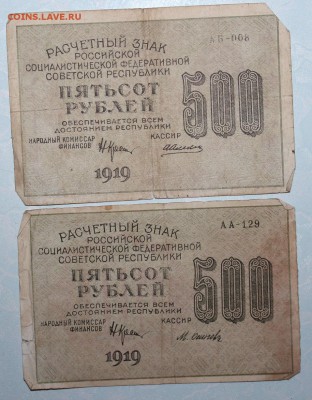 COINS.LAVE.RU
РАСЧЕТНЫЙ ЗНАК
РОССИЙСКОЙ
СОЦИАЛИСТИЧЕСКОЙ ФЕДЕРАТИВНОЙ
СОВЕТСКОЙ РЕСПУБЛИКИ
ПЯТЬСОТ
РУБЛЕЙ
500
ОБЕСПЕЧИВАЕТСЯ ВСЕМ
ДОСТОЯНИЕМ РЕСПУБЛИКИ
НАРОДНЫЙ КОМИССАР
ФИНАНСОВ
КАССИР
1919
РАСЧЕТНЫЙ ЗНАК
РОССИЙСКОЙ
АА-129
СОЦИАЛИСТИЧЕСКОЙ ФЕДЕРАТИВНОЙ
СОВЕТСКОЙ РЕСПУБЛИКИ
ПЯТЬСОТ
РУБЛЕЙ
500
ОБЕСПЕЧИВАЕТСЯ ВСЕМ
ДОСТОЯНИЕМ РЕСПУБЛИКИ
НАРОДНЫЙ КОМИССАР
ФИНАНСОВ
КАССИР
1919